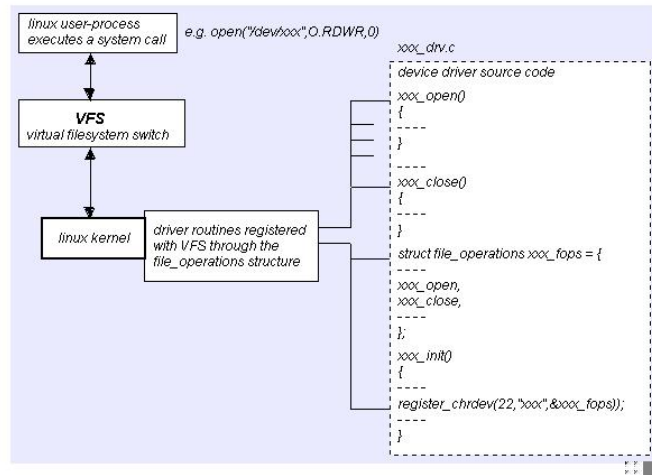 linux user-process
executes a system call
e.g. open("/dev/xxx",O.RDWR,0)
VFS
virtual filesystem switch
linux kernel
driver routines registered
with VFS through the
file_operations structure
xxx_drv.c
device driver source code
xxx_open()
{
----
}
----
xxx_close()
{
----
}
struct file_operations xxx_fops = {
----
xxx_open,
xxx_close,
----
};
xxx_init()
{
----
register_chrdev(22,"xxx",&xxx_fops));
----
}